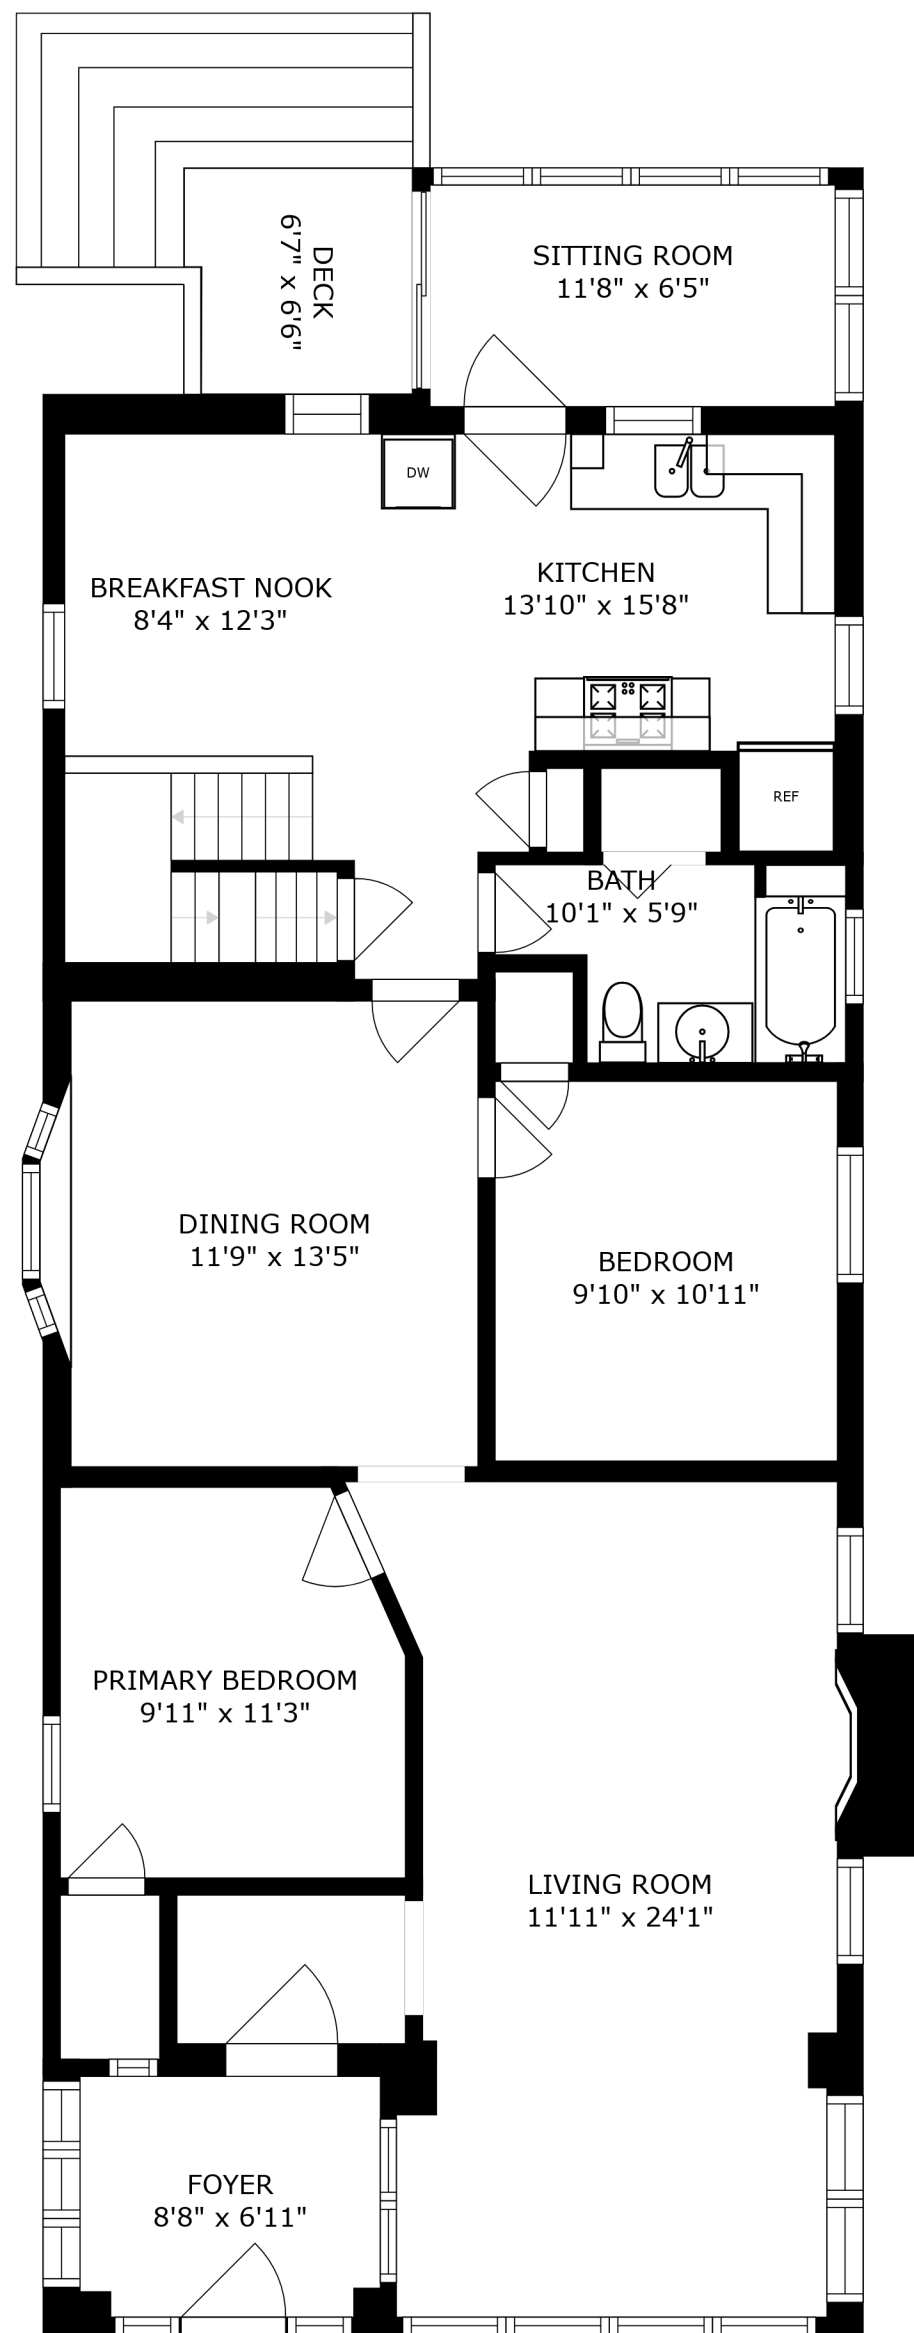 DECK
6'7" x 6'6"
SITTING ROOM
11'8" x 6'5"
DW
BREAKFAST NOOK
8'4" x 12'3"
KITCHEN
13'10" x 15'8"
REF
BATH
10'1" x 5'9"
DINING ROOM
11'9" x 13'5"
BEDROOM
9'10" x 10'11"
PRIMARY BEDROOM
9'11" x 11'3"
LIVING ROOM
11'11" x 24'1"
FOYER
8'8" x 6'11"